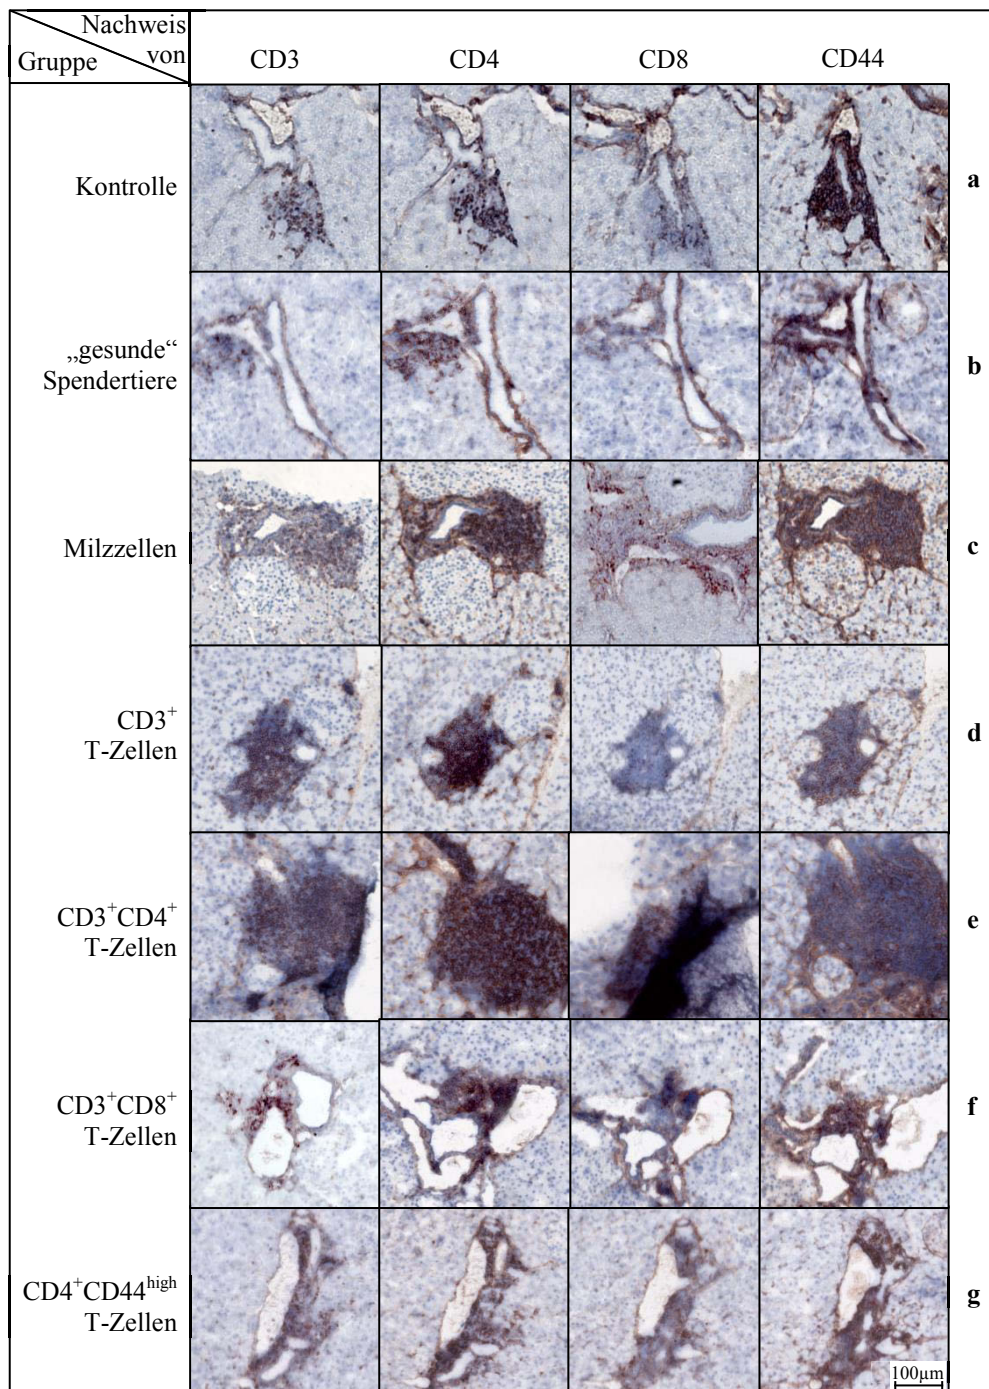 Nachweis
von
Gruppe
CD3 CD4 CD8 CD44
Kontrolle a
„gesunde“
Spendertiere b
Milzzellen c
CD3⁺
T-Zellen d
CD3⁺CD4⁺
T-Zellen e
CD3⁺CD8⁺
T-Zellen f
CD4⁺CD44ʰⁱᵍʰ
T-Zellen g
100µm